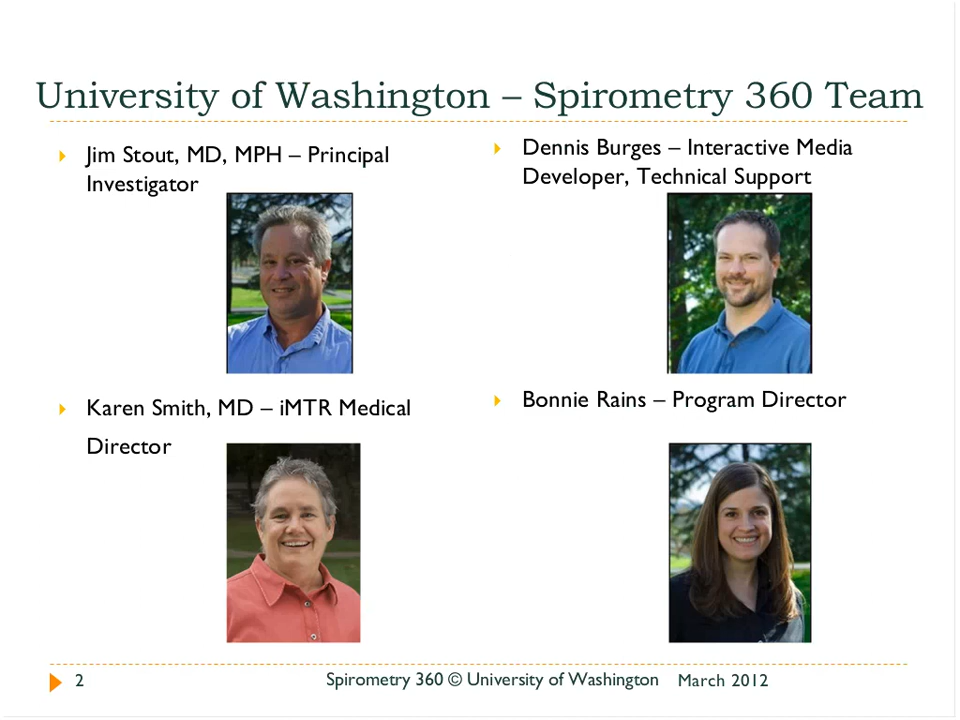 University of Washington – Spirometry 360 Team
Jim Stout, MD, MPH – Principal
Investigator
Dennis Burges – Interactive Media
Developer, Technical Support
Karen Smith, MD – iMTR Medical
Director
Bonnie Rains – Program Director
2
Spirometry 360 © University of Washington
March 2012